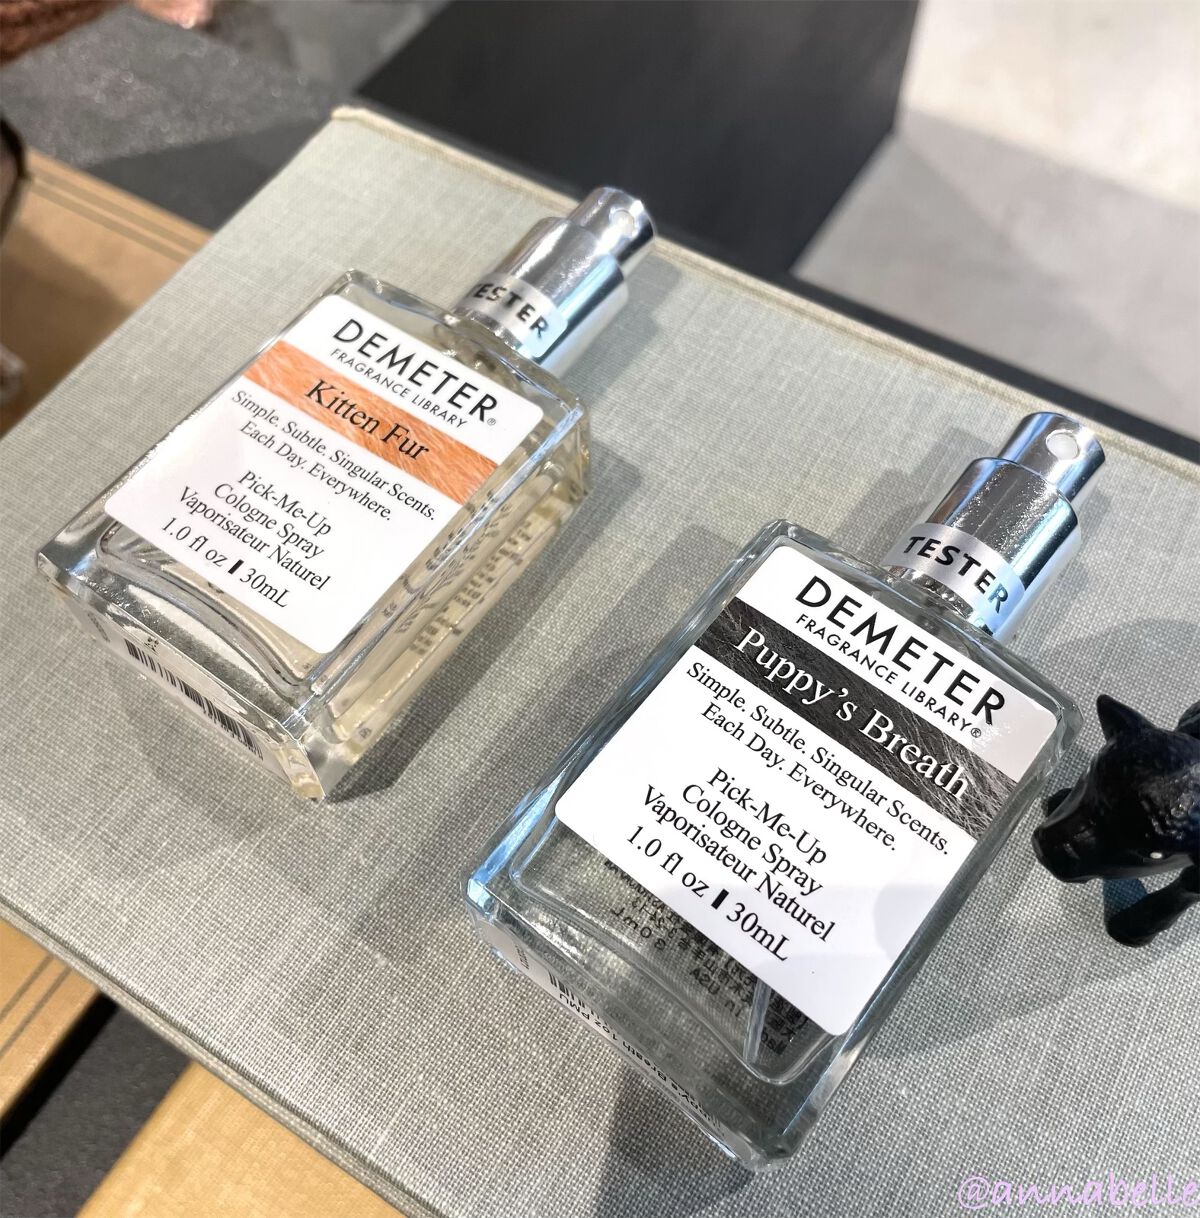 TESTER
DEMETER
FRAGRANCE LIBRARY®
Kitten Fur
Simple. Subtle. Singular Scents.
Each Day. Everywhere.
Pick-Me-Up
Cologne Spray
Vaporisateur Naturel
1.0 fl oz ▮ 30mL
TESTER
DEMETER
FRAGRANCE LIBRARY®
Puppy's Breath
Simple. Subtle. Singular Scents.
Each Day. Everywhere.
Pick-Me-Up
Cologne Spray
Vaporisateur Naturel
1.0 fl oz ▮ 30mL
@annabelle